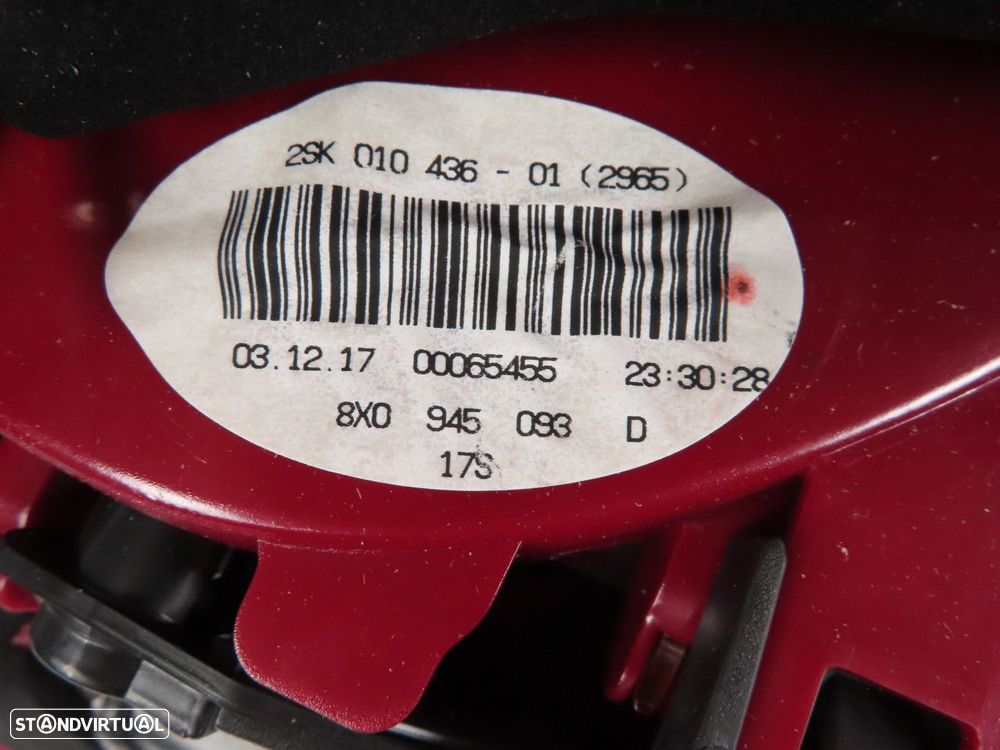 2SK 010 436 - 01 (2965)
03.12.17 00065455 23:30:28
8X0 945 093 D
17S
STANDVIRTUAL